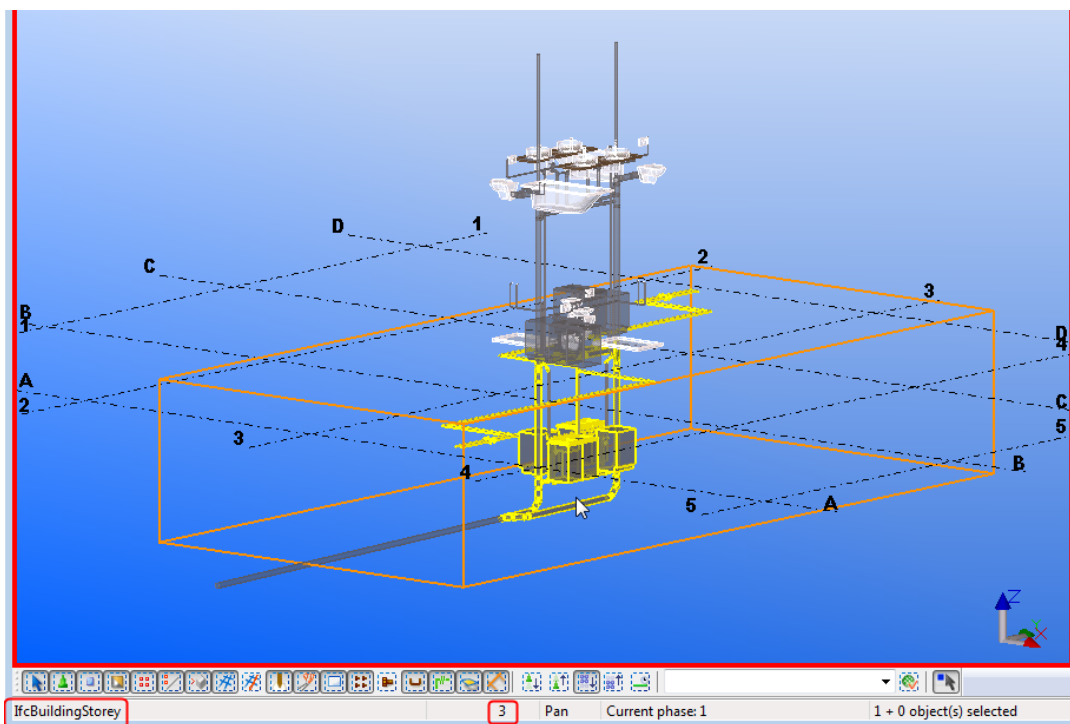 1
D
2
C
3
B
1
D
4
A
2
C
3
5
4
B
5
A
Z
X
IfcBuildingStorey 3 Pan Current phase: 1 1 + 0 object(s) selected